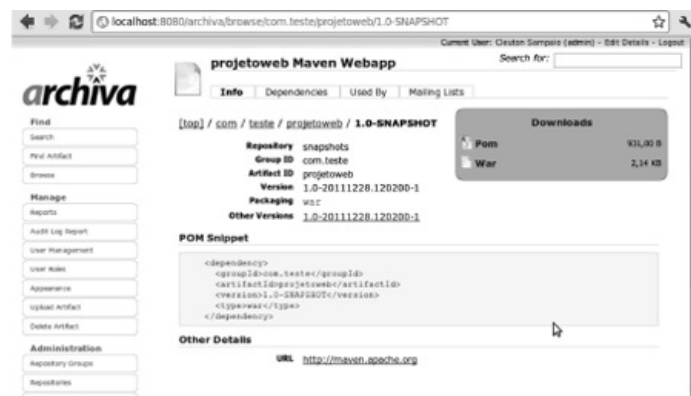 localhost:8080/archiva/browse/com.teste/projetoweb/1.0-SNAPSHOT
Current User: Cleuton Sampaio (admin) - Edit Details - Logout
archiva
projetoweb Maven Webapp
Search for:
Info Dependencies Used By Mailing Lists
Find
Search
Find Artifact
Browse
Manage
Reports
Audit Log Report
User Management
User Roles
Appearance
Upload Artifact
Delete Artifact
Administration
Repository Groups
Repositories
[top] / com / teste / projetoweb / 1.0-SNAPSHOT
Repository snapshots
Group ID com.teste
Artifact ID projetoweb
Version 1.0-20111228.120200-1
Packaging war
Other Versions 1.0-20111228.120200-1
Downloads
Pom 931,00 B
War 2,14 KB
POM Snippet
<dependency>
<groupId>com.teste</groupId>
<artifactId>projetoweb</artifactId>
<version>1.0-SNAPSHOT</version>
<type>war</type>
</dependency>
Other Details
URL http://maven.apache.org